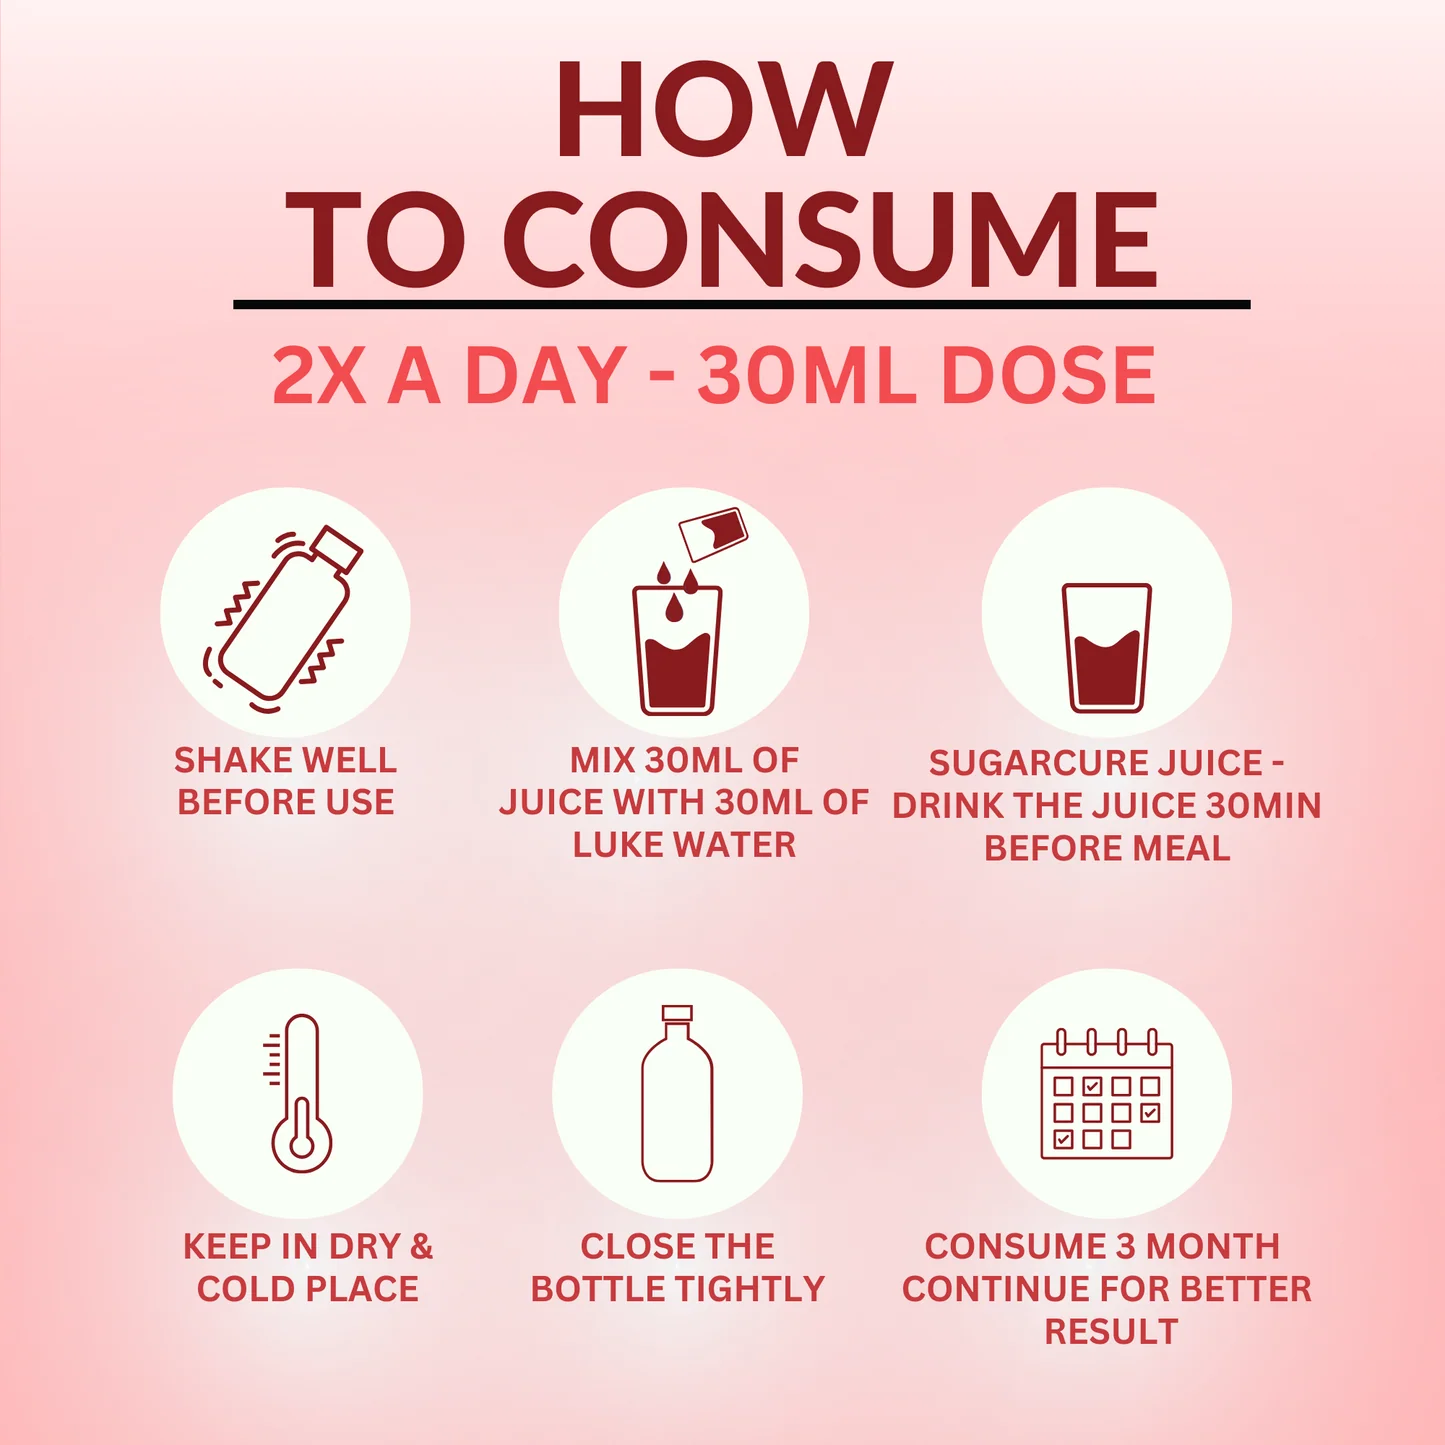 HOW
TO CONSUME
2X A DAY - 30ML DOSE
SHAKE WELL
BEFORE USE
MIX 30ML OF
JUICE WITH 30ML OF
LUKE WATER
SUGARCURE JUICE -
DRINK THE JUICE 30MIN
BEFORE MEAL
KEEP IN DRY &
COLD PLACE
CLOSE THE
BOTTLE TIGHTLY
CONSUME 3 MONTH
CONTINUE FOR BETTER
RESULT